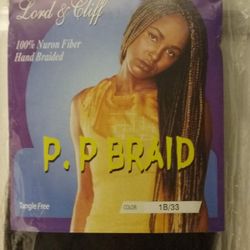 Lord & Cliff
100% Nuron Fiber
Hand Braided
P. P BRAID
Tangle Free
COLOR: 1B/33